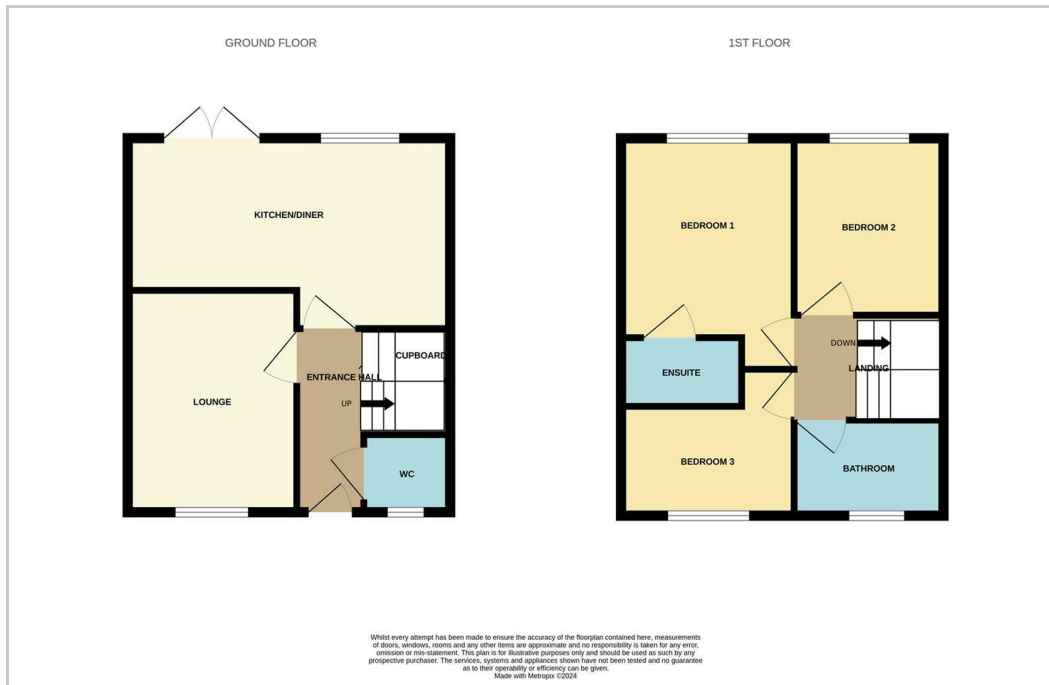 GROUND FLOOR
KITCHEN/DINER
CUPBOARD
ENTRANCE HALL
LOUNGE
UP
WC
1ST FLOOR
BEDROOM 1
BEDROOM 2
DOWN
LANDING
ENSUITE
BEDROOM 3
BATHROOM
Whilst every attempt has been made to ensure the accuracy of the floorplan contained here, measurements
of doors, windows, rooms and any other items are approximate and no responsibility is taken for any error,
omission or mis-statement. This plan is for illustrative purposes only and should be used as such by any
prospective purchaser. The services, systems and appliances shown have not been tested and no guarantee
as to their operability or efficiency can be given.
Made with Metropix ©2024